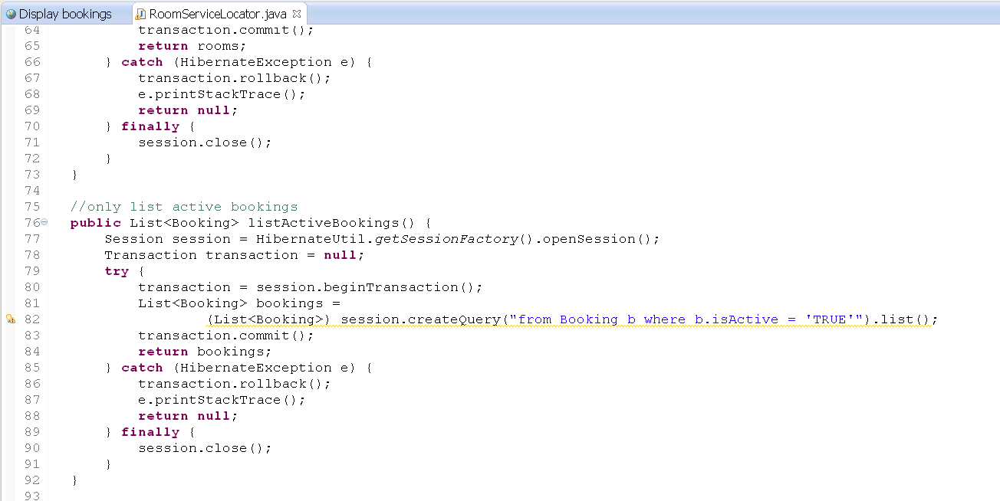 Display bookings RoomServiceLocator.java
64 transaction.commit();
65 return rooms;
66 } catch (HibernateException e) {
67 transaction.rollback();
68 e.printStackTrace();
69 return null;
70 } finally {
71 session.close();
72 }
73 }
74
75 //only list active bookings
76 public List<Booking> listActiveBookings() {
77 Session session = HibernateUtil.getSessionFactory().openSession();
78 Transaction transaction = null;
79 try {
80 transaction = session.beginTransaction();
81 List<Booking> bookings =
82 (List<Booking>) session.createQuery("from Booking b where b.isActive = 'TRUE'").list();
83 transaction.commit();
84 return bookings;
85 } catch (HibernateException e) {
86 transaction.rollback();
87 e.printStackTrace();
88 return null;
89 } finally {
90 session.close();
91 }
92 }
93